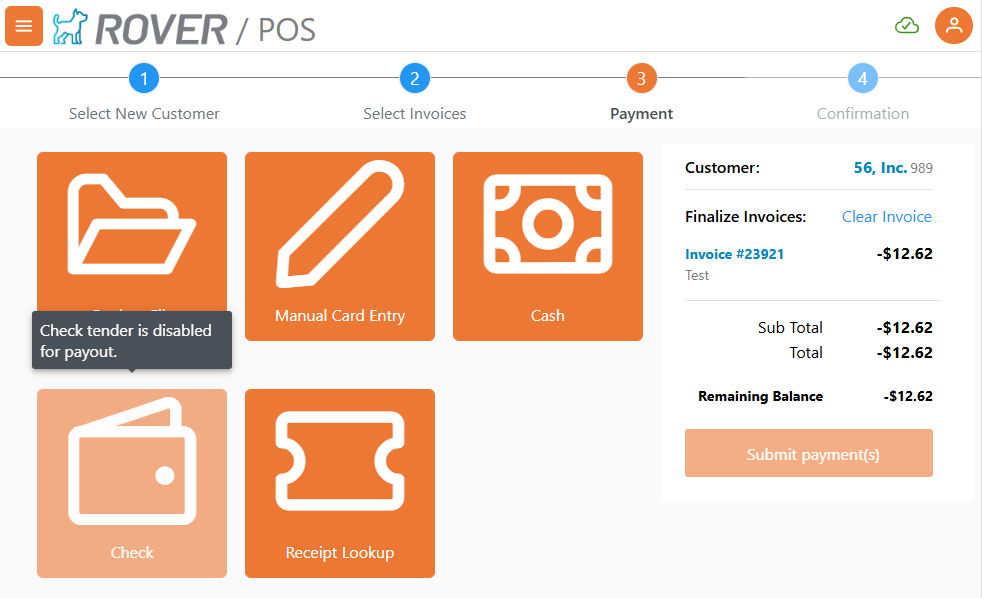 ROVER / POS
1
2
3
4
Select New Customer
Select Invoices
Payment
Confirmation
Manual Card Entry
Cash
Check tender is disabled
for payout.
Check
Receipt Lookup
Customer:
56, Inc. 989
Finalize Invoices:
Clear Invoice
Invoice #23921
-$12.62
Test
Sub Total
-$12.62
Total
-$12.62
Remaining Balance
-$12.62
Submit payment(s)